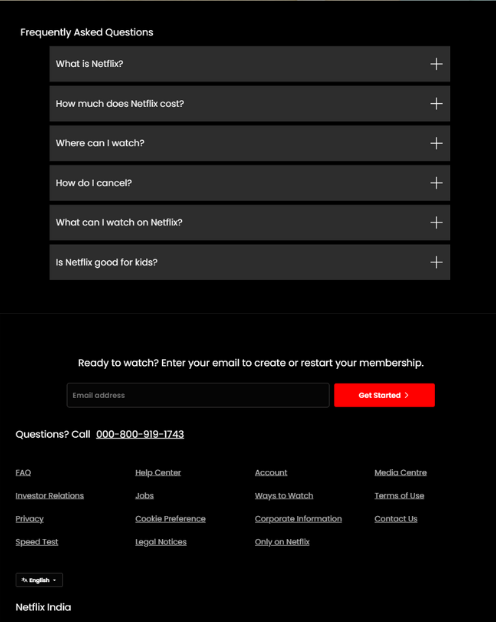 Frequently Asked Questions
What is Netflix?
How much does Netflix cost?
Where can I watch?
How do I cancel?
What can I watch on Netflix?
Is Netflix good for kids?
Ready to watch? Enter your email to create or restart your membership.
Email address
Get Started
Questions? Call 000-800-919-1743
FAQ Help Center Account Media Centre
Investor Relations Jobs Ways to Watch Terms of Use
Privacy Cookie Preference Corporate Information Contact Us
Speed Test Legal Notices Only on Netflix
English
Netflix India